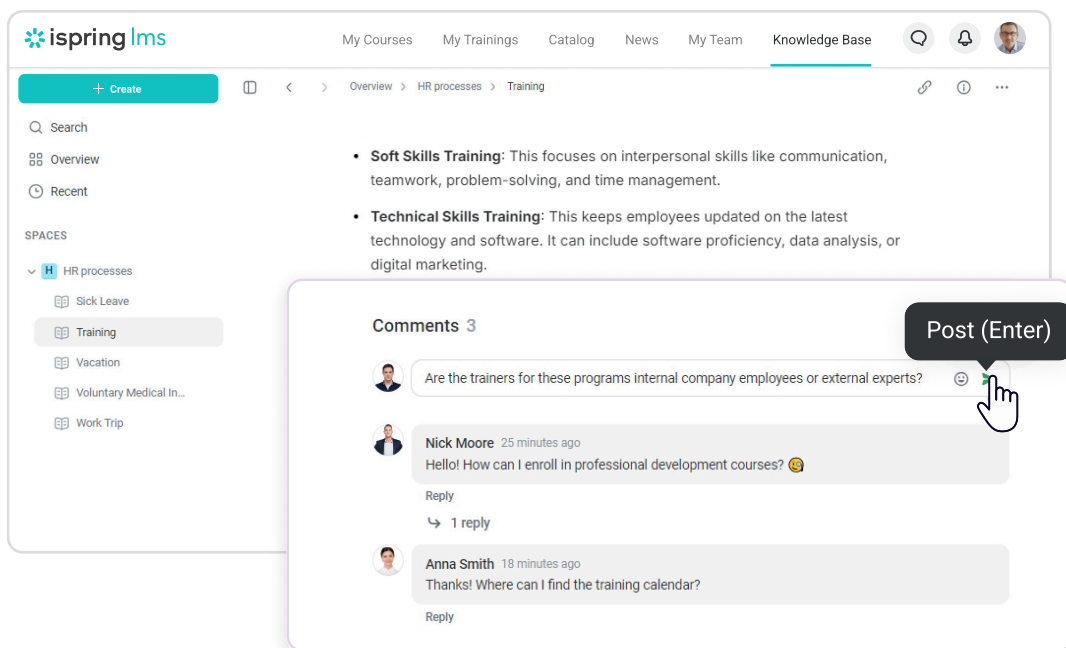 ispring lms
My Courses
My Trainings
Catalog
News
My Team
Knowledge Base
+ Create
Overview > HR processes > Training
Search
Overview
Recent
SPACES
H HR processes
Sick Leave
Training
Vacation
Voluntary Medical In...
Work Trip
• Soft Skills Training: This focuses on interpersonal skills like communication,
teamwork, problem-solving, and time management.
• Technical Skills Training: This keeps employees updated on the latest
technology and software. It can include software proficiency, data analysis, or
digital marketing.
Comments 3
Post (Enter)
Are the trainers for these programs internal company employees or external experts?
Nick Moore 25 minutes ago
Hello! How can I enroll in professional development courses? 🧐
Reply
1 reply
Anna Smith 18 minutes ago
Thanks! Where can I find the training calendar?
Reply